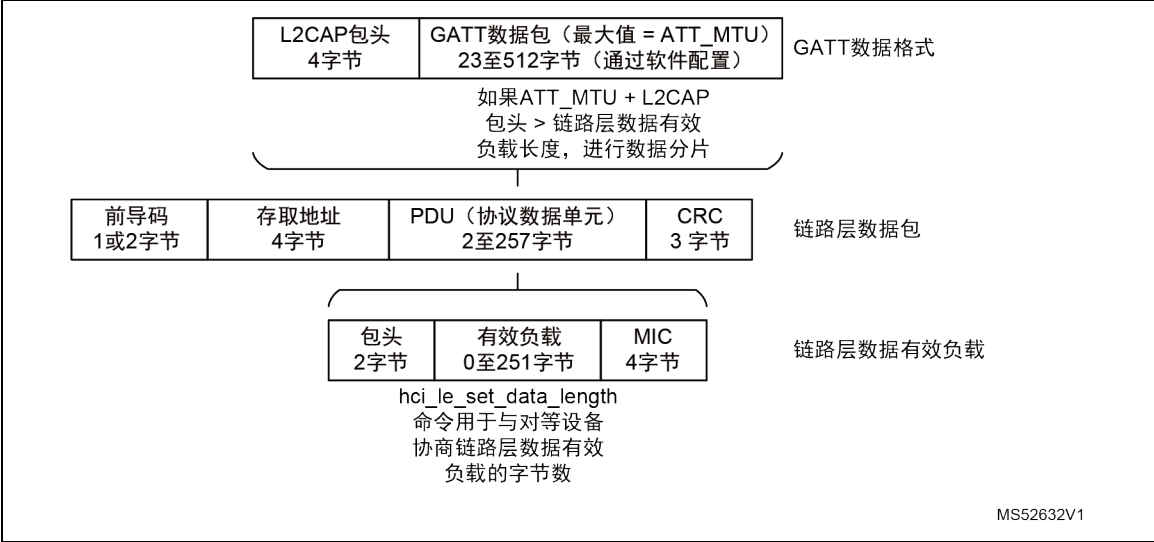 L2CAP包头
4字节
GATT数据包（最大值 = ATT_MTU）
23至512字节（通过软件配置）
GATT数据格式
如果ATT_MTU + L2CAP
包头 > 链路层数据有效
负载长度，进行数据分片
前导码
1或2字节
存取地址
4字节
PDU（协议数据单元）
2至257字节
CRC
3 字节
链路层数据包
包头
2字节
有效负载
0至251字节
MIC
4字节
链路层数据有效负载
hci_le_set_data_length
命令用于与对等设备
协商链路层数据有效
负载的字节数
MS52632V1